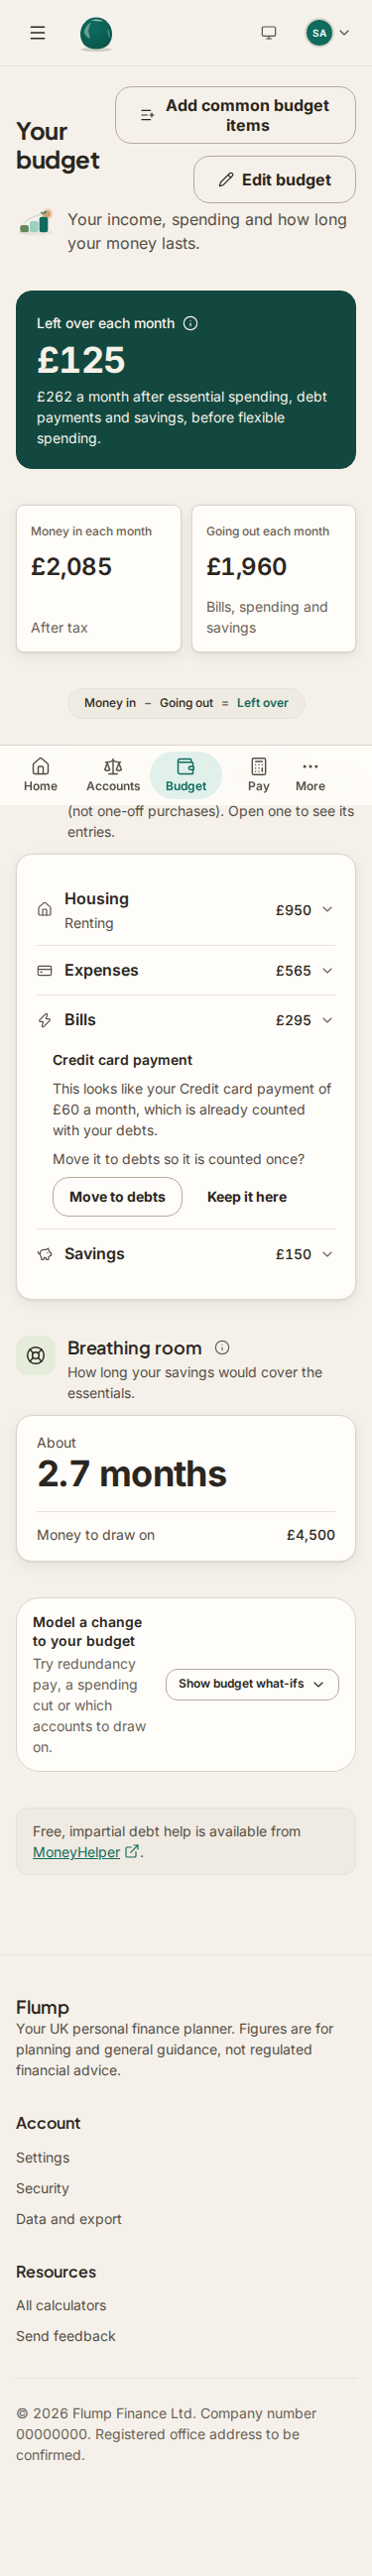 SA
Your
budget
Add common budget
items
Edit budget
Your income, spending and how long
your money lasts.
Left over each month
£125
£262 a month after essential spending, debt
payments and savings, before flexible
spending.
Money in each month
£2,085
After tax
Going out each month
£1,960
Bills, spending and
savings
Money in − Going out = Left over
Home
Accounts
Budget
Pay
More
(not one-off purchases). Open one to see its
entries.
Housing
Renting
£950
Expenses
£565
Bills
£295
Credit card payment
This looks like your Credit card payment of
£60 a month, which is already counted
with your debts.
Move it to debts so it is counted once?
Move to debts
Keep it here
Savings
£150
Breathing room
How long your savings would cover the
essentials.
About
2.7 months
Money to draw on
£4,500
Model a change
to your budget
Try redundancy
pay, a spending
cut or which
accounts to draw
on.
Show budget what-ifs
Free, impartial debt help is available from
MoneyHelper .
Flump
Your UK personal finance planner. Figures are for
planning and general guidance, not regulated
financial advice.
Account
Settings
Security
Data and export
Resources
All calculators
Send feedback
© 2026 Flump Finance Ltd. Company number
00000000. Registered office address to be
confirmed.